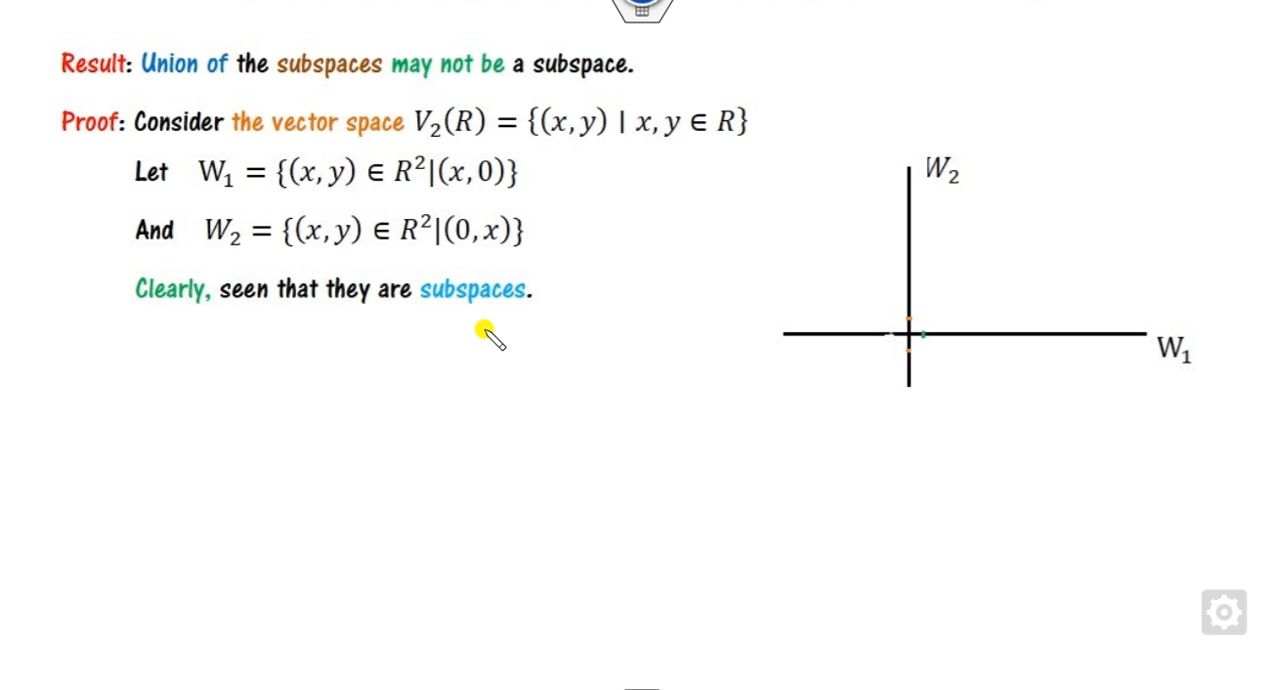 Result: Union of the subspaces may not be a subspace.
Proof: Consider the vector space V₂(R) = {(x, y) | x, y ∈ R}
Let W₁ = {(x, y) ∈ R²|(x, 0)}
And W₂ = {(x, y) ∈ R²|(0, x)}
Clearly, seen that they are subspaces.
W₂
W₁